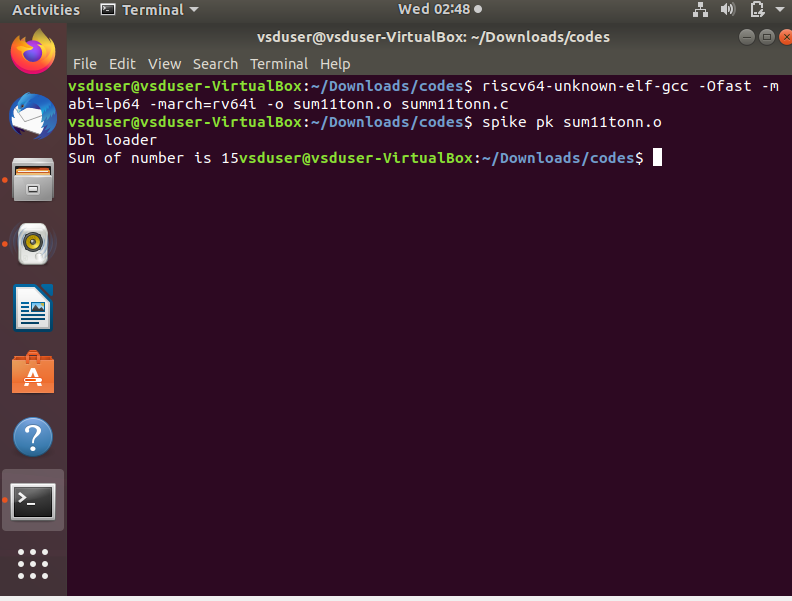 Activities Terminal Wed 02:48
vsduser@vsduser-VirtualBox: ~/Downloads/codes
File Edit View Search Terminal Help
vsduser@vsduser-VirtualBox:~/Downloads/codes$ riscv64-unknown-elf-gcc -Ofast -m
abi=lp64 -march=rv64i -o sum11tonn.o summ11tonn.c
vsduser@vsduser-VirtualBox:~/Downloads/codes$ spike pk sum11tonn.o
bbl loader
Sum of number is 15vsduser@vsduser-VirtualBox:~/Downloads/codes$